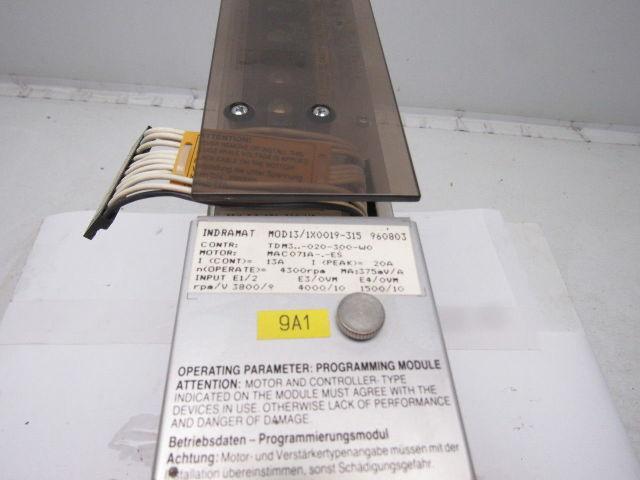 ATTENTION:
INDRAMAT MOD13/1X0019-315 960803
CONTR: TDM3..-020-300-W0
MOTOR: MAC071A-.-ES
I (CONT)= 13A I (PEAK)= 20A
n(OPERATE)= 4300rpm MA:375mV/A
INPUT E1/2 E3/0VM E4/0VM
rpm/V 3800/9 4000/10 1500/10
9A1
OPERATING PARAMETER: PROGRAMMING MODULE
ATTENTION: MOTOR AND CONTROLLER-TYPE
INDICATED ON THE MODULE MUST AGREE WITH THE
DEVICES IN USE. OTHERWISE LACK OF PERFORMANCE
AND DANGER OF DAMAGE.
Betriebsdaten – Programmierungsmodul
Achtung: Motor- und Verstärkertypenangabe müssen mit der
Installation übereinstimmen, sonst Schädigungsgefahr.